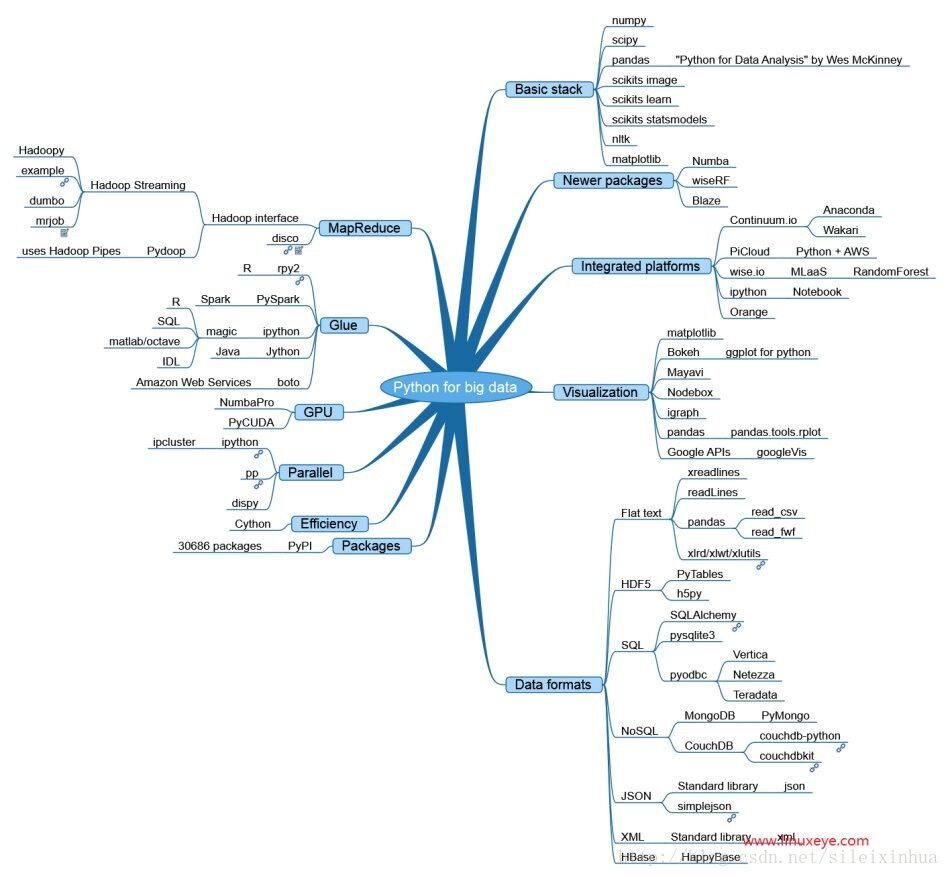 Python for big data
Basic stack
numpy
scipy
pandas "Python for Data Analysis" by Wes McKinney
scikits image
scikits learn
scikits statsmodels
nltk
matplotlib
Newer packages
Numba
wiseRF
Blaze
Integrated platforms
Continuum.io
Anaconda
Wakari
PiCloud Python + AWS
wise.io MLaaS RandomForest
ipython Notebook
Orange
Visualization
matplotlib
Bokeh ggplot for python
Mayavi
Nodebox
igraph
pandas pandas.tools.rplot
Google APIs googleVis
Data formats
Flat text
xreadlines
readLines
pandas
read_csv
read_fwf
xlrd/xlwt/xlutils
HDF5
PyTables
h5py
SQL
SQLAlchemy
pysqlite3
pyodbc
Vertica
Netezza
Teradata
NoSQL
MongoDB PyMongo
CouchDB
couchdb-python
couchdbkit
JSON
Standard library json
simplejson
XML Standard library xml
HBase HappyBase
MapReduce
Hadoop interface
Hadoop Streaming
Hadoopy
example
dumbo
mrjob
uses Hadoop Pipes Pydoop
disco
Glue
R rpy2
Spark PySpark
magic ipython
R
SQL
matlab/octave
IDL
Java Jython
Amazon Web Services boto
GPU
NumbaPro
PyCUDA
Parallel
ipcluster ipython
pp
dispy
Efficiency
Cython
Packages
30686 packages PyPI
www.linuxeye.com
http://blog.csdn.net/sileixinhua